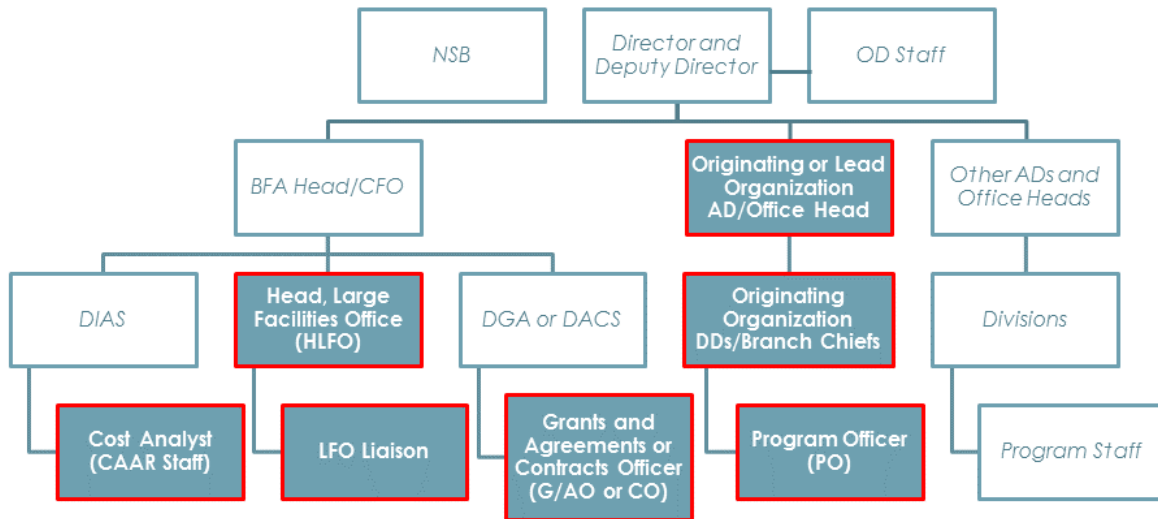 NSB
Director and
Deputy Director
OD Staff
BFA Head/CFO
Originating or Lead
Organization
AD/Office Head
Other ADs and
Office Heads
DIAS
Head, Large
Facilities Office
(HLFO)
DGA or DACS
Originating
Organization
DDs/Branch Chiefs
Divisions
Cost Analyst
(CAAR Staff)
LFO Liaison
Grants and
Agreements or
Contracts Officer
(G/AO or CO)
Program Officer
(PO)
Program Staff